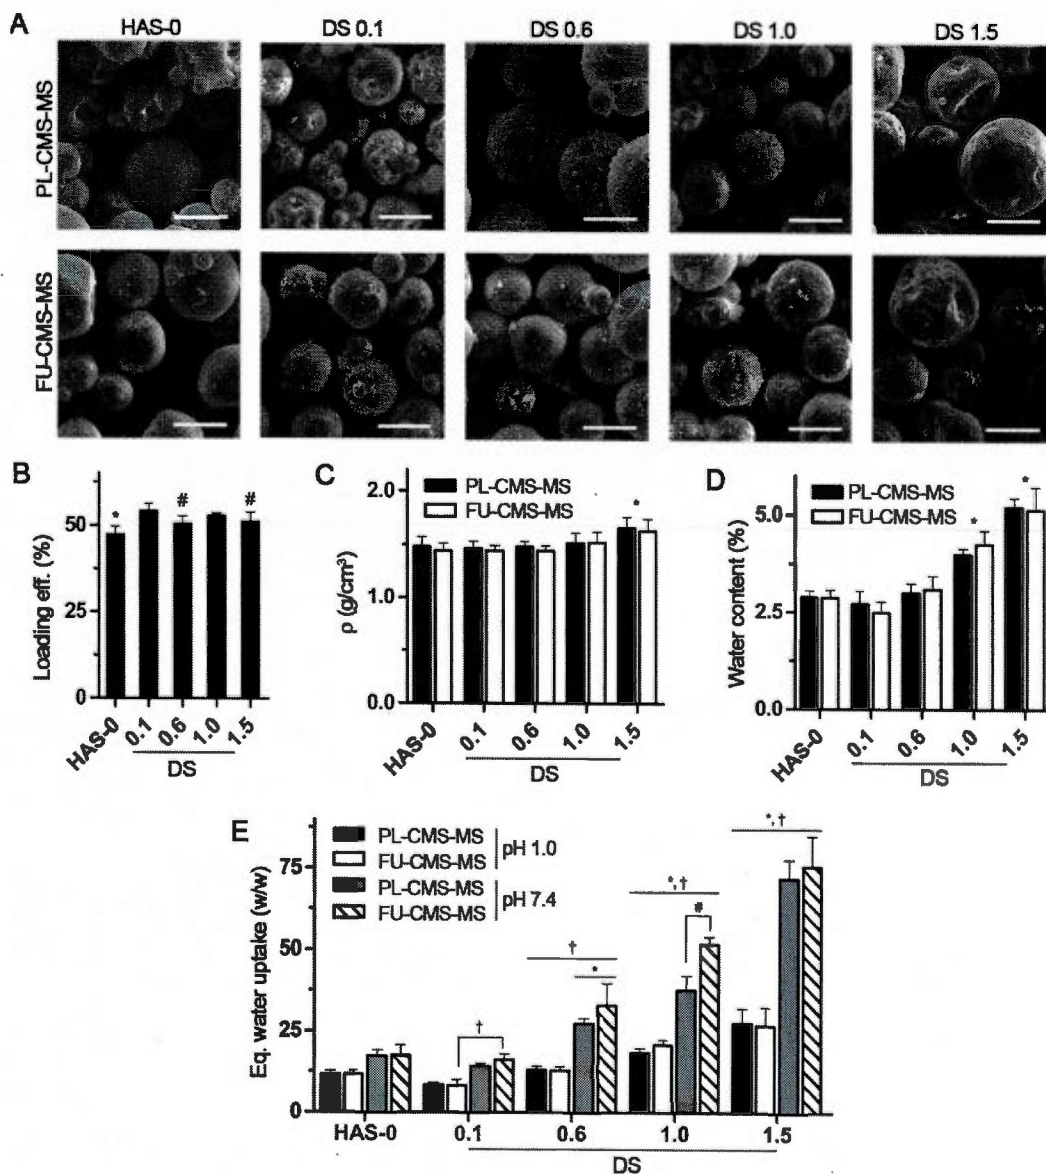 A
HAS-0 DS 0.1 DS 0.6 DS 1.0 DS 1.5
PL-CMS-MS
FU-CMS-MS
B
Loading eff. (%)
50
25
0
* # #
HAS-0 0.1 0.6 1.0 1.5
DS
C
ρ (g/cm³)
2.0
1.0
0.0
PL-CMS-MS
FU-CMS-MS
*
HAS-0 0.1 0.6 1.0 1.5
DS
D
Water content (%)
5.0
2.5
0.0
PL-CMS-MS
FU-CMS-MS
* *
HAS-0 0.1 0.6 1.0 1.5
DS
E
Eq. water uptake (w/w)
75
50
25
0
PL-CMS-MS
FU-CMS-MS
pH 1.0
PL-CMS-MS
FU-CMS-MS
pH 7.4
*, †
*, †
#
†
*
†
HAS-0 0.1 0.6 1.0 1.5
DS